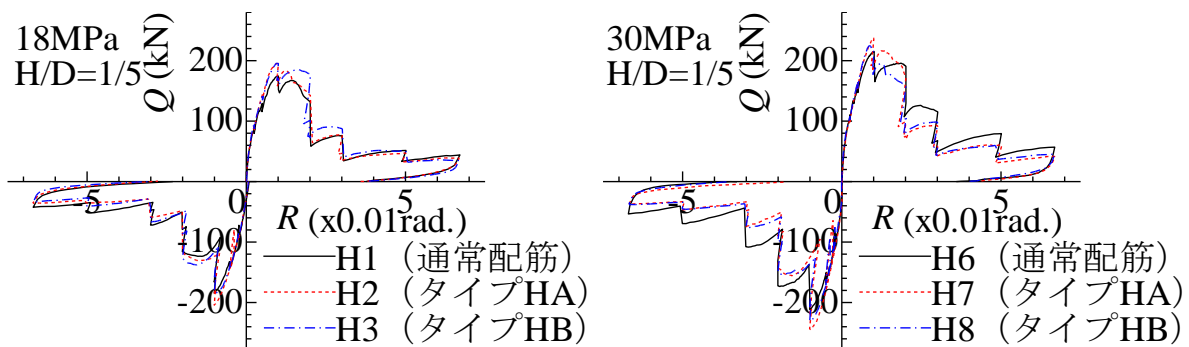 18MPa
H/D=1/5
Q (kN)
200
100
-5
0
5
R (x0.01rad.)
-100
-200
H1（通常配筋）
H2（タイプHA）
H3（タイプHB）
30MPa
H/D=1/5
Q (kN)
200
100
-5
0
5
R (x0.01rad.)
-100
-200
H6（通常配筋）
H7（タイプHA）
H8（タイプHB）